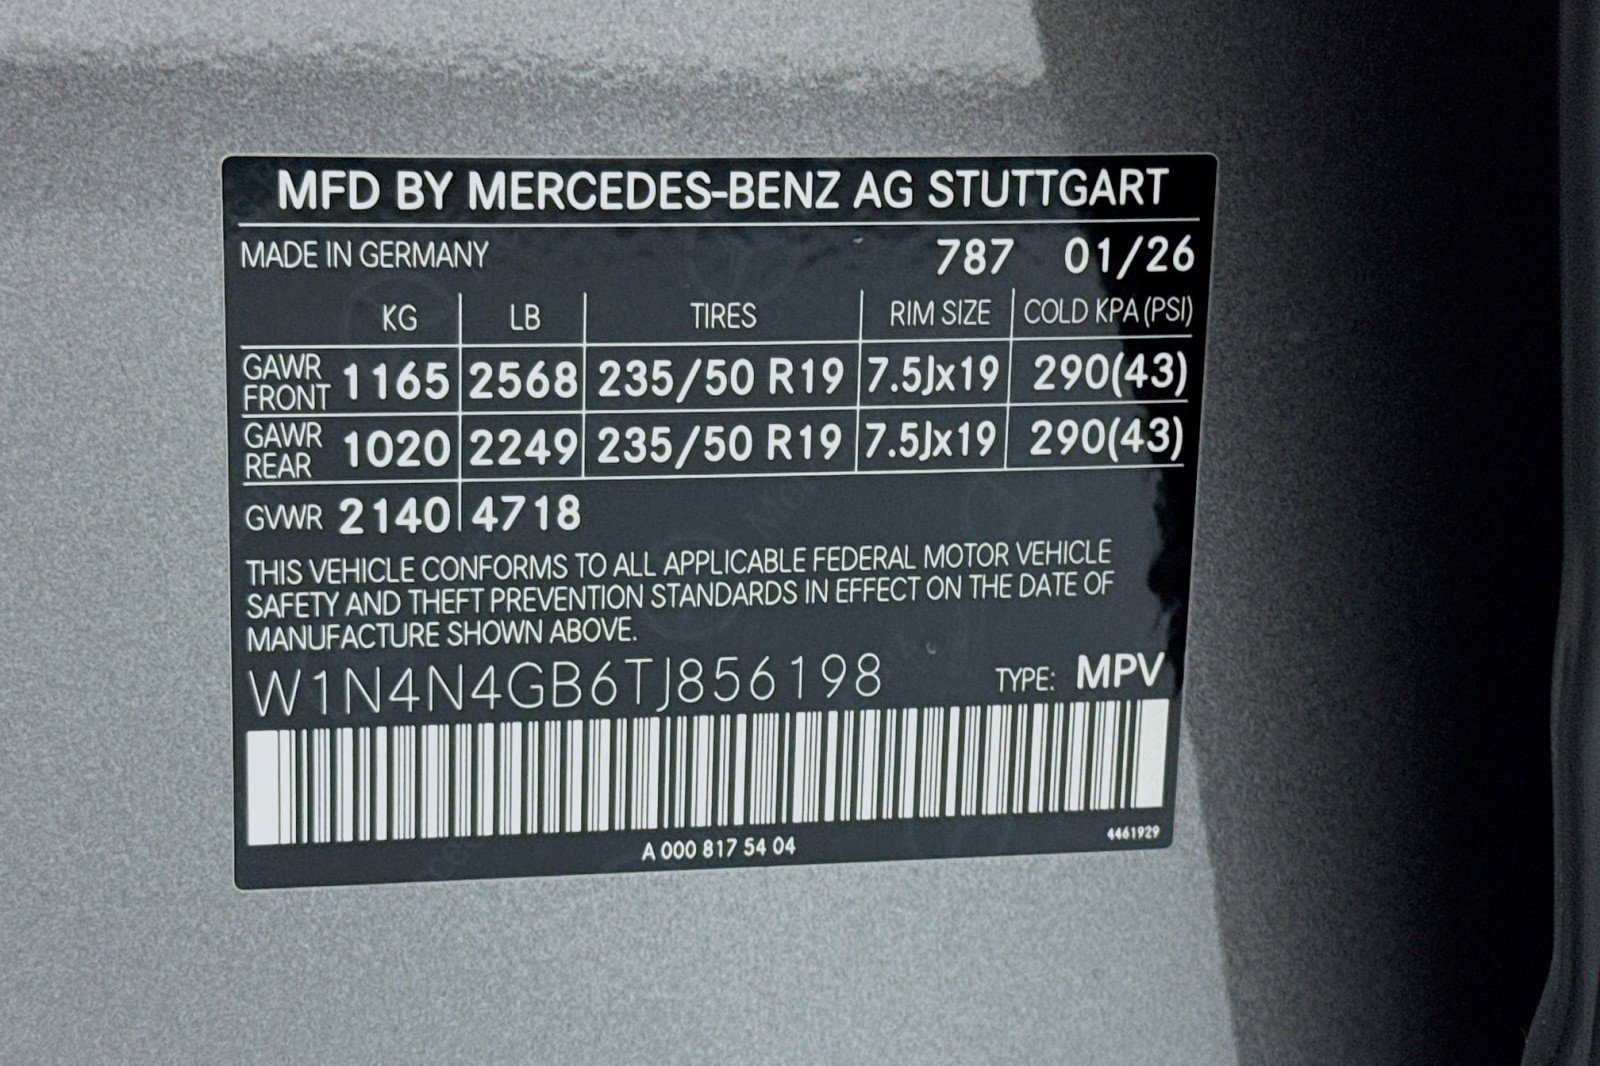 MFD BY MERCEDES-BENZ AG STUTTGART
MADE IN GERMANY 787 01/26
KG LB TIRES RIM SIZE COLD KPA (PSI)
GAWR FRONT 1165 2568 235/50 R19 7.5Jx19 290(43)
GAWR REAR 1020 2249 235/50 R19 7.5Jx19 290(43)
GVWR 2140 4718
THIS VEHICLE CONFORMS TO ALL APPLICABLE FEDERAL MOTOR VEHICLE
SAFETY AND THEFT PREVENTION STANDARDS IN EFFECT ON THE DATE OF
MANUFACTURE SHOWN ABOVE.
W1N4N4GB6TJ856198 TYPE: MPV
A 000 817 54 04 4461929